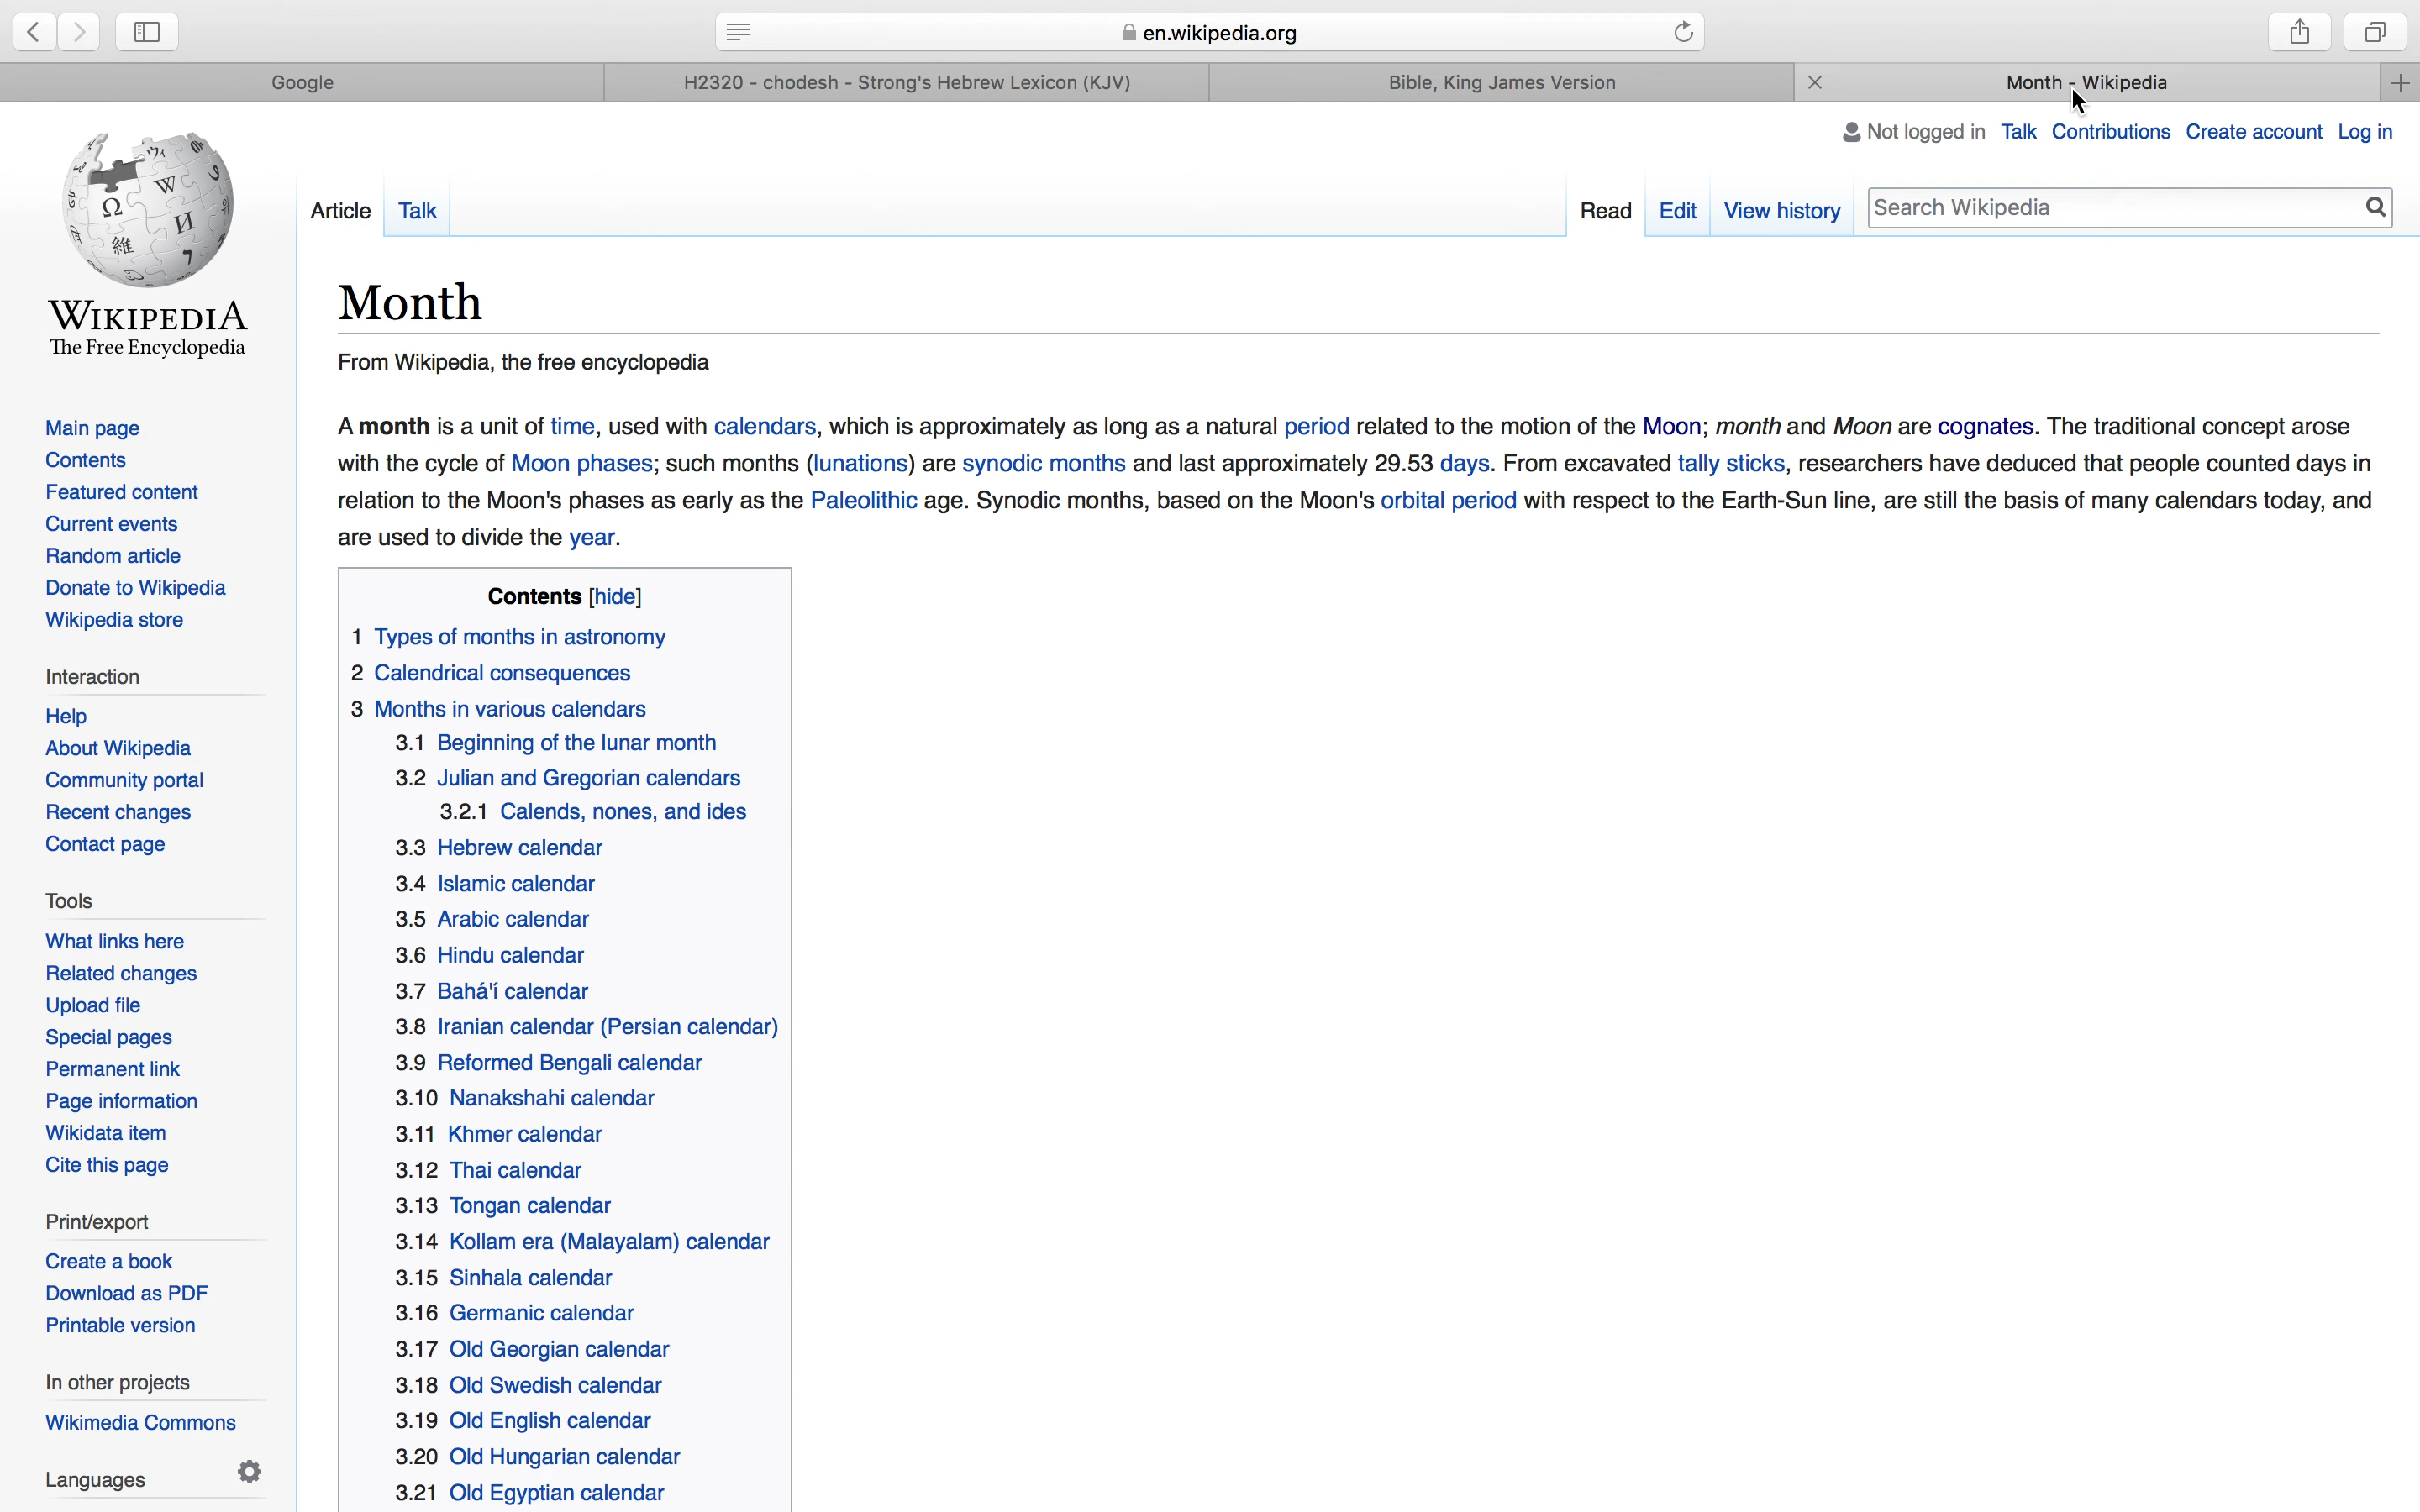 en.wikipedia.org
Google
H2320 - chodesh - Strong's Hebrew Lexicon (KJV)
Bible, King James Version
Month - Wikipedia
Not logged in Talk Contributions Create account Log in
Article Talk
Read Edit View history Search Wikipedia
WIKIPEDIA
The Free Encyclopedia
Month
From Wikipedia, the free encyclopedia
A month is a unit of time, used with calendars, which is approximately as long as a natural period related to the motion of the Moon; month and Moon are cognates. The traditional concept arose
with the cycle of Moon phases; such months (lunations) are synodic months and last approximately 29.53 days. From excavated tally sticks, researchers have deduced that people counted days in
relation to the Moon's phases as early as the Paleolithic age. Synodic months, based on the Moon's orbital period with respect to the Earth-Sun line, are still the basis of many calendars today, and
are used to divide the year.
Contents [hide]
1 Types of months in astronomy
2 Calendrical consequences
3 Months in various calendars
3.1 Beginning of the lunar month
3.2 Julian and Gregorian calendars
3.2.1 Calends, nones, and ides
3.3 Hebrew calendar
3.4 Islamic calendar
3.5 Arabic calendar
3.6 Hindu calendar
3.7 Bahá'í calendar
3.8 Iranian calendar (Persian calendar)
3.9 Reformed Bengali calendar
3.10 Nanakshahi calendar
3.11 Khmer calendar
3.12 Thai calendar
3.13 Tongan calendar
3.14 Kollam era (Malayalam) calendar
3.15 Sinhala calendar
3.16 Germanic calendar
3.17 Old Georgian calendar
3.18 Old Swedish calendar
3.19 Old English calendar
3.20 Old Hungarian calendar
3.21 Old Egyptian calendar
Main page
Contents
Featured content
Current events
Random article
Donate to Wikipedia
Wikipedia store
Interaction
Help
About Wikipedia
Community portal
Recent changes
Contact page
Tools
What links here
Related changes
Upload file
Special pages
Permanent link
Page information
Wikidata item
Cite this page
Print/export
Create a book
Download as PDF
Printable version
In other projects
Wikimedia Commons
Languages